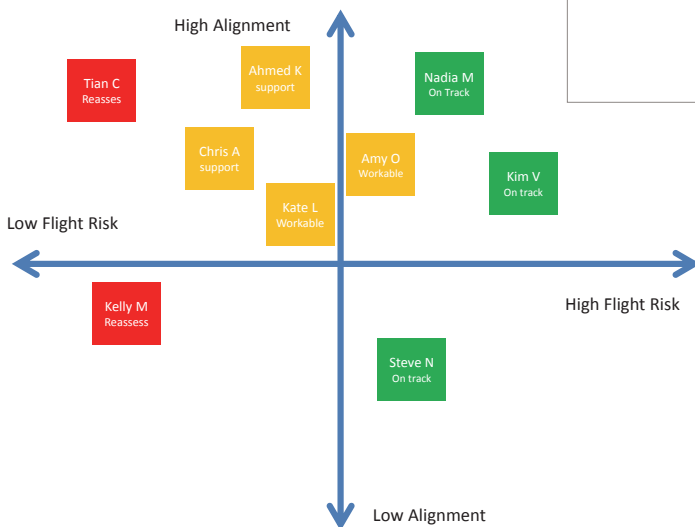 High Alignment
Tian C
Reasses
Ahmed K
support
Nadia M
On Track
Chris A
support
Amy O
Workable
Kim V
On track
Kate L
Workable
Low Flight Risk
Kelly M
Reassess
High Flight Risk
Steve N
On track
Low Alignment